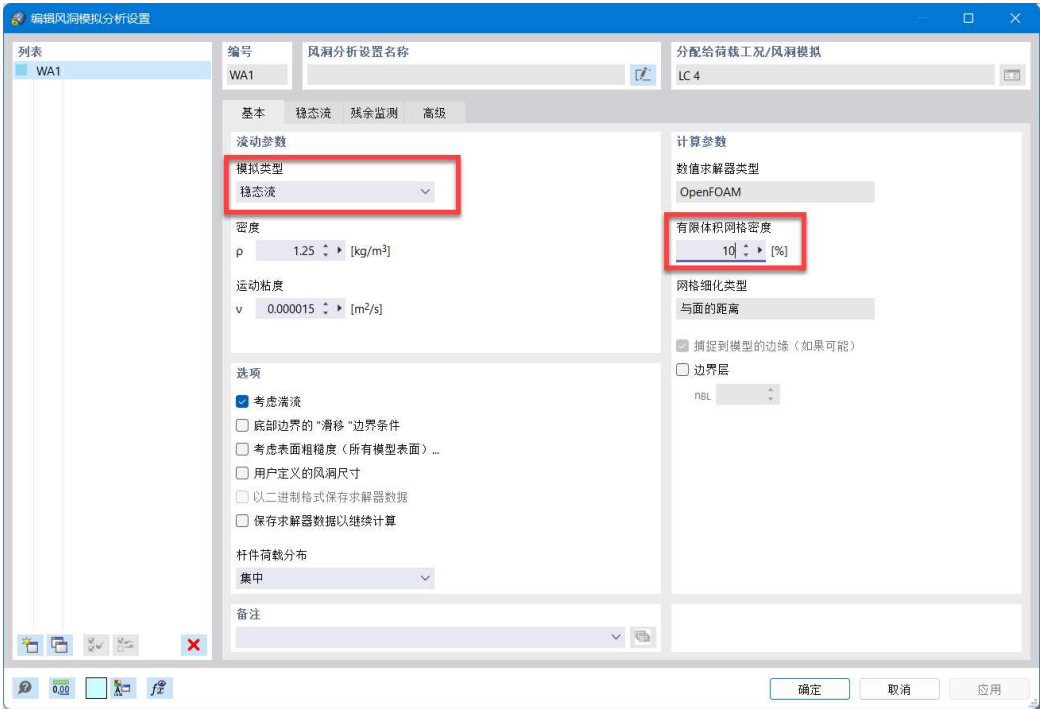 编辑风洞模拟分析设置
列表
WA1
编号
WA1
风洞分析设置名称
分配给荷载工况/风洞模拟
LC 4
基本 稳态流 残余监测 高级
流动参数
模拟类型
稳态流
密度
ρ 1.25 [kg/m³]
运动粘度
ν 0.000015 [m²/s]
选项
考虑湍流
底部边界的 "滑移 "边界条件
考虑表面粗糙度（所有模型表面）...
用户定义的风洞尺寸
以二进制格式保存求解器数据
保存求解器数据以继续计算
杆件荷载分布
集中
计算参数
数值求解器类型
OpenFOAM
有限体积网格密度
10 [%]
网格细化类型
与面的距离
捕捉到模型的边缘（如果可能）
边界层
nBL
备注
0,00
确定 取消 应用